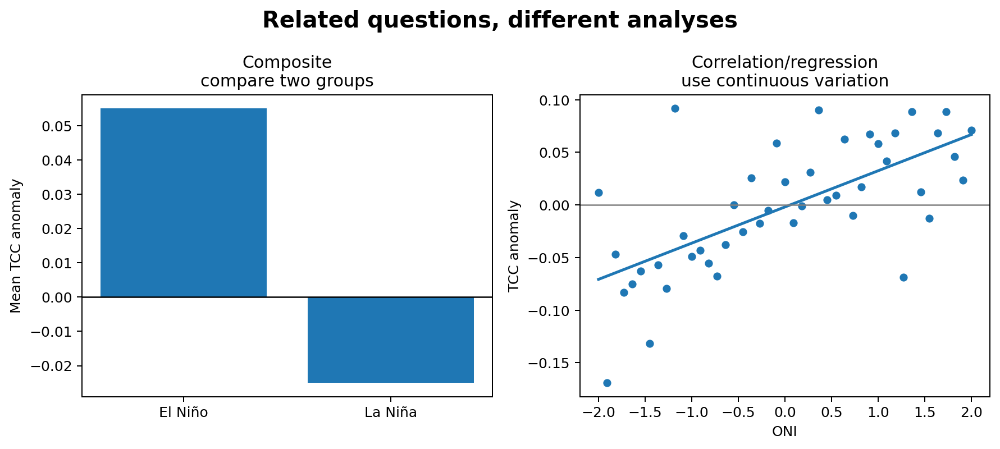 Related questions, different analyses
Composite
compare two groups
Mean TCC anomaly
0.05
0.04
0.03
0.02
0.01
0.00
−0.01
−0.02
El Niño
La Niña
Correlation/regression
use continuous variation
TCC anomaly
0.10
0.05
0.00
−0.05
−0.10
−0.15
−2.0 −1.5 −1.0 −0.5 0.0 0.5 1.0 1.5 2.0
ONI